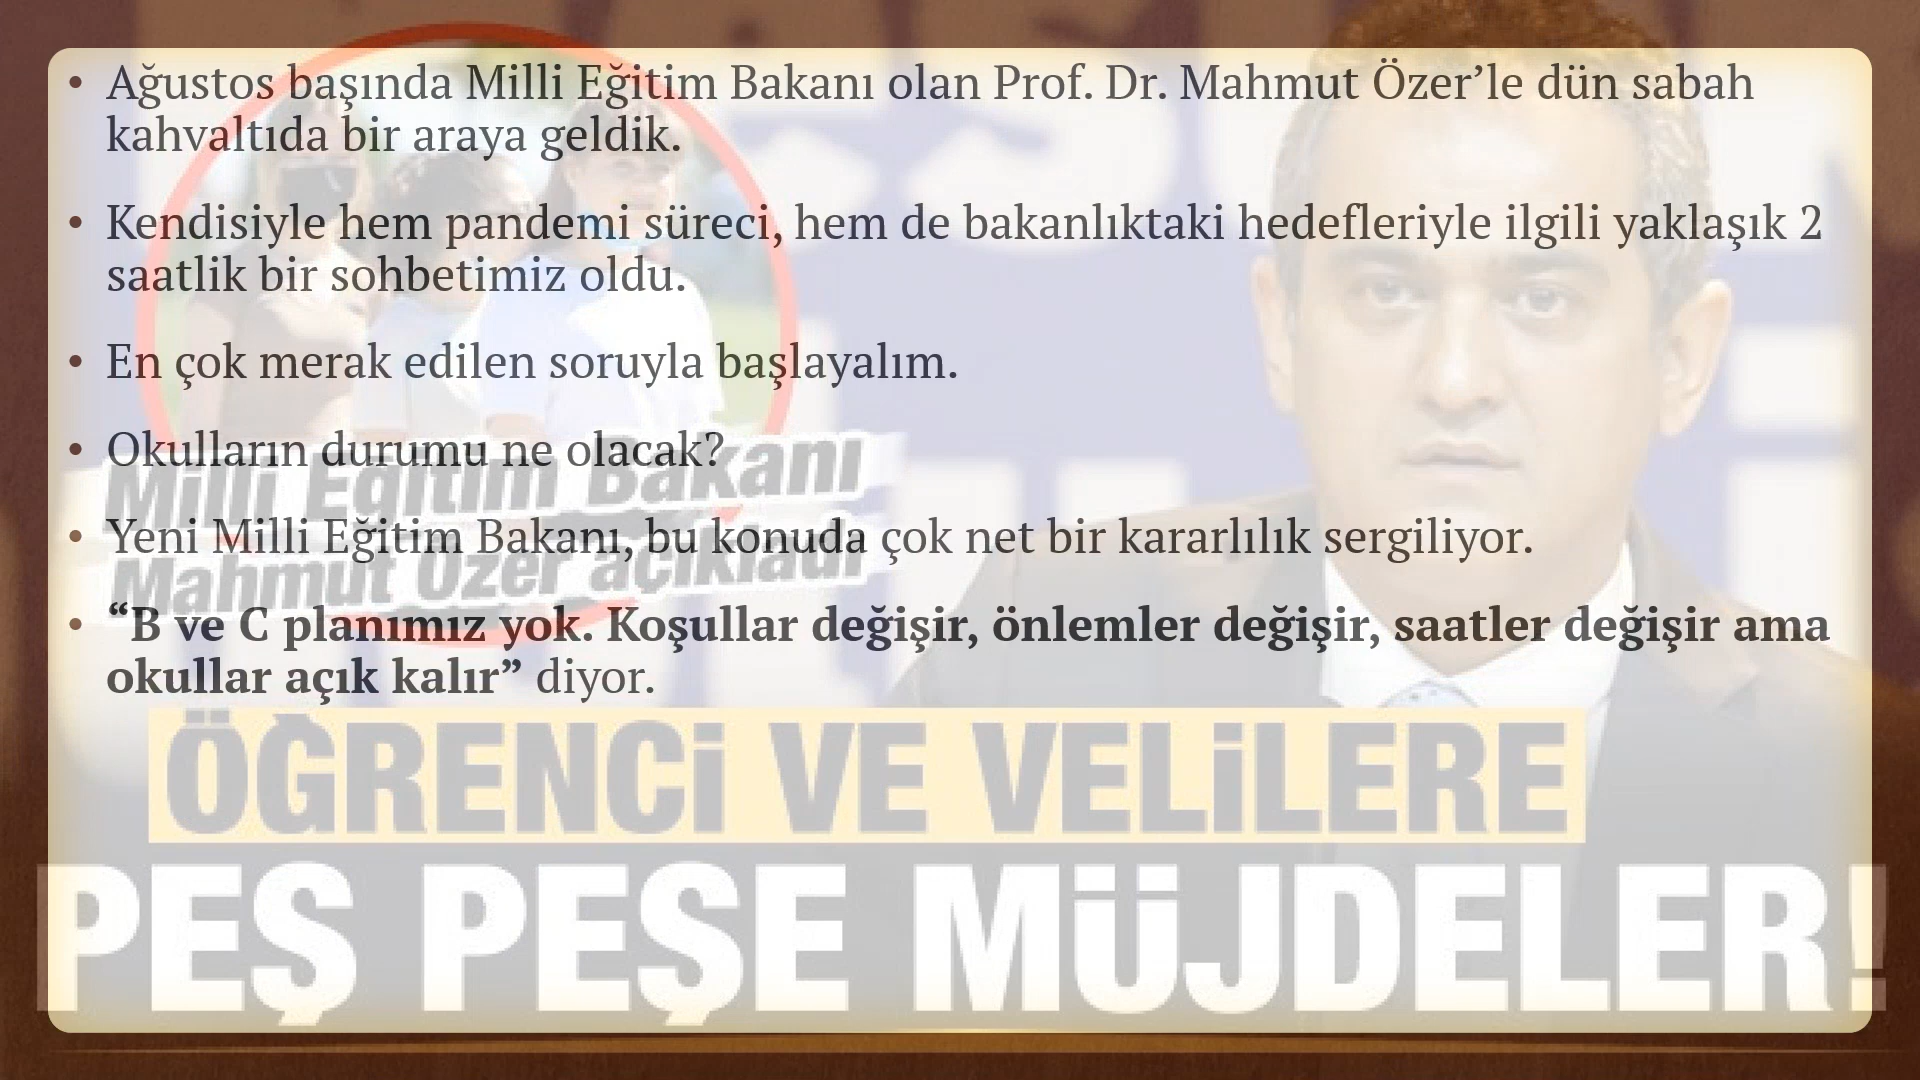 • Ağustos başında Milli Eğitim Bakanı olan Prof. Dr. Mahmut Özer’le dün sabah
kahvaltıda bir araya geldik.
• Kendisiyle hem pandemi süreci, hem de bakanlıktaki hedefleriyle ilgili yaklaşık 2
saatlik bir sohbetimiz oldu.
• En çok merak edilen soruyla başlayalım.
• Okulların durumu ne olacak?
Milli Eğitim Bakanı
• Yeni Milli Eğitim Bakanı, bu konuda çok net bir kararlılık sergiliyor.
Mahmut Özer açıkladı
• “B ve C planımız yok. Koşullar değişir, önlemler değişir, saatler değişir ama
okullar açık kalır” diyor.
ÖĞRENCİ VE VELİLERE
PEŞ PEŞE MÜJDELER!